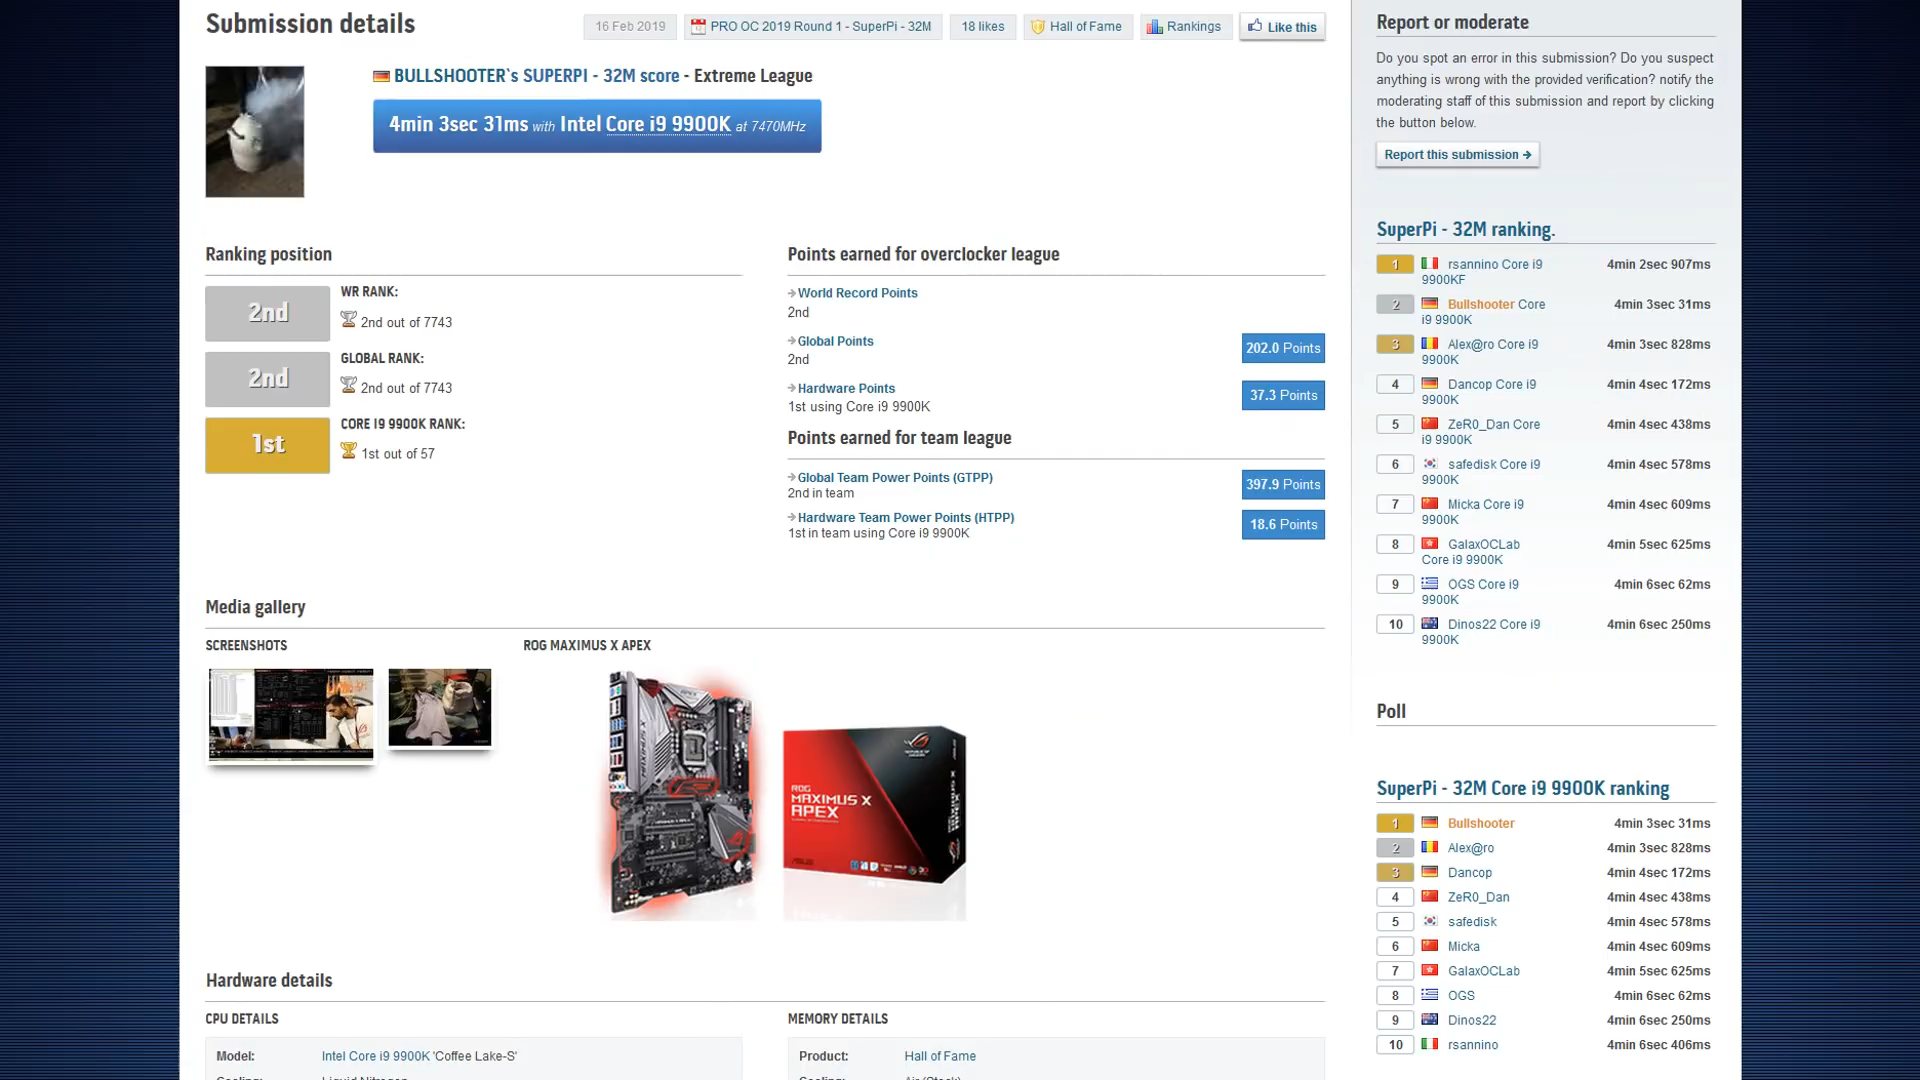 Submission details
16 Feb 2019
PRO OC 2019 Round 1 - SuperPi - 32M
18 likes
Hall of Fame
Rankings
Like this
BULLSHOOTER`s SUPERPI - 32M score - Extreme League
4min 3sec 31ms with Intel Core i9 9900K at 7470MHz
Ranking position
2nd
WR RANK:
2nd out of 7743
2nd
GLOBAL RANK:
2nd out of 7743
1st
CORE I9 9900K RANK:
1st out of 57
Points earned for overclocker league
World Record Points
2nd
Global Points
2nd
202.0 Points
Hardware Points
1st using Core i9 9900K
37.3 Points
Points earned for team league
Global Team Power Points (GTPP)
2nd in team
397.9 Points
Hardware Team Power Points (HTPP)
1st in team using Core i9 9900K
18.6 Points
Media gallery
SCREENSHOTS
ROG MAXIMUS X APEX
ROG
MAXIMUS X
APEX
Hardware details
CPU DETAILS
Model: Intel Core i9 9900K 'Coffee Lake-S'
Cooling: Liquid Nitrogen
MEMORY DETAILS
Product: Hall of Fame
Cooling: Air (Stock)
Report or moderate
Do you spot an error in this submission? Do you suspect
anything is wrong with the provided verification? notify the
moderating staff of this submission and report by clicking
the button below.
Report this submission
SuperPi - 32M ranking.
1 rsannino Core i9 4min 2sec 907ms
9900KF
2 Bullshooter Core 4min 3sec 31ms
i9 9900K
3 Alex@ro Core i9 4min 3sec 828ms
9900K
4 Dancop Core i9 4min 4sec 172ms
9900K
5 ZeR0_Dan Core 4min 4sec 438ms
i9 9900K
6 safedisk Core i9 4min 4sec 578ms
9900K
7 Micka Core i9 4min 4sec 609ms
9900K
8 GalaxOCLab 4min 5sec 625ms
Core i9 9900K
9 OGS Core i9 4min 6sec 62ms
9900K
10 Dinos22 Core i9 4min 6sec 250ms
9900K
Poll
SuperPi - 32M Core i9 9900K ranking
1 Bullshooter 4min 3sec 31ms
2 Alex@ro 4min 3sec 828ms
3 Dancop 4min 4sec 172ms
4 ZeR0_Dan 4min 4sec 438ms
5 safedisk 4min 4sec 578ms
6 Micka 4min 4sec 609ms
7 GalaxOCLab 4min 5sec 625ms
8 OGS 4min 6sec 62ms
9 Dinos22 4min 6sec 250ms
10 rsannino 4min 6sec 406ms